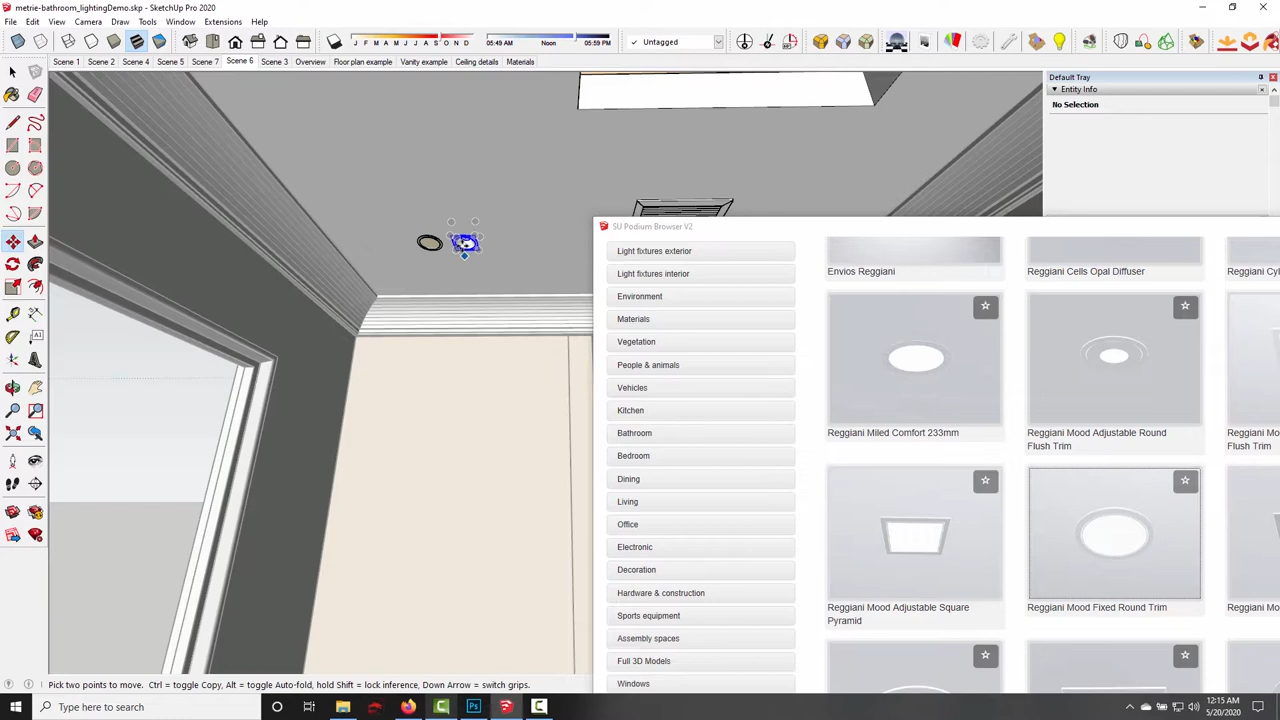 metrie-bathroom_lightingDemo.skp - SketchUp Pro 2020
File Edit View Camera Draw Tools Window Extensions Help
J F M A M J J A S O N D
05:49 AM Noon 05:59 PM
Untagged
Scene 1 Scene 2 Scene 4 Scene 5 Scene 7 Scene 6 Scene 3 Overview Floor plan example Vanity example Ceiling details Materials
Default Tray
Entity Info
No Selection
SU Podium Browser V2
Light fixtures exterior
Light fixtures interior
Environment
Materials
Vegetation
People & animals
Vehicles
Kitchen
Bathroom
Bedroom
Dining
Living
Office
Electronic
Decoration
Hardware & construction
Sports equipment
Assembly spaces
Full 3D Models
Windows
Envios Reggiani
Reggiani Cells Opal Diffuser
Reggiani Cyl
Reggiani Miled Comfort 233mm
Reggiani Mood Adjustable Round
Flush Trim
Reggiani Mo
Flush Trim
Reggiani Mood Adjustable Square
Pyramid
Reggiani Mood Fixed Round Trim
Reggiani Mo
Pick two points to move. Ctrl = toggle Copy, Alt = toggle Auto-fold, hold Shift = lock inference, Down Arrow = switch grips.
Type here to search
12:15 AM
5/20/2020